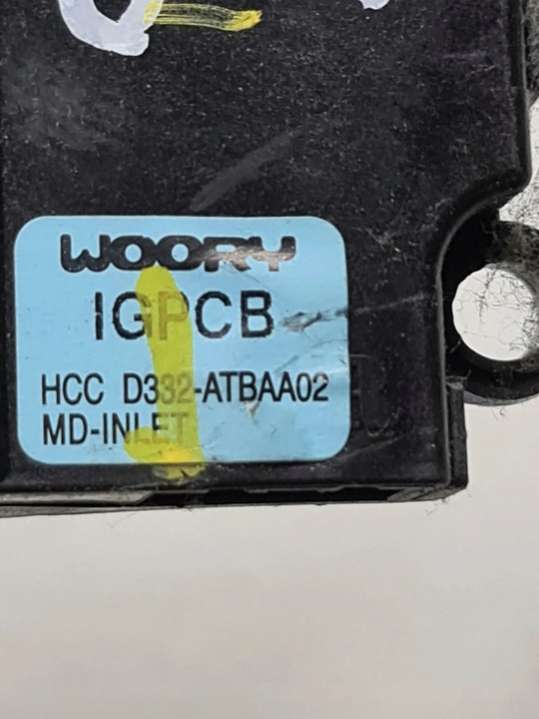 WOORY
IGPCB
HCC D332-ATBAA02
MD-INLET